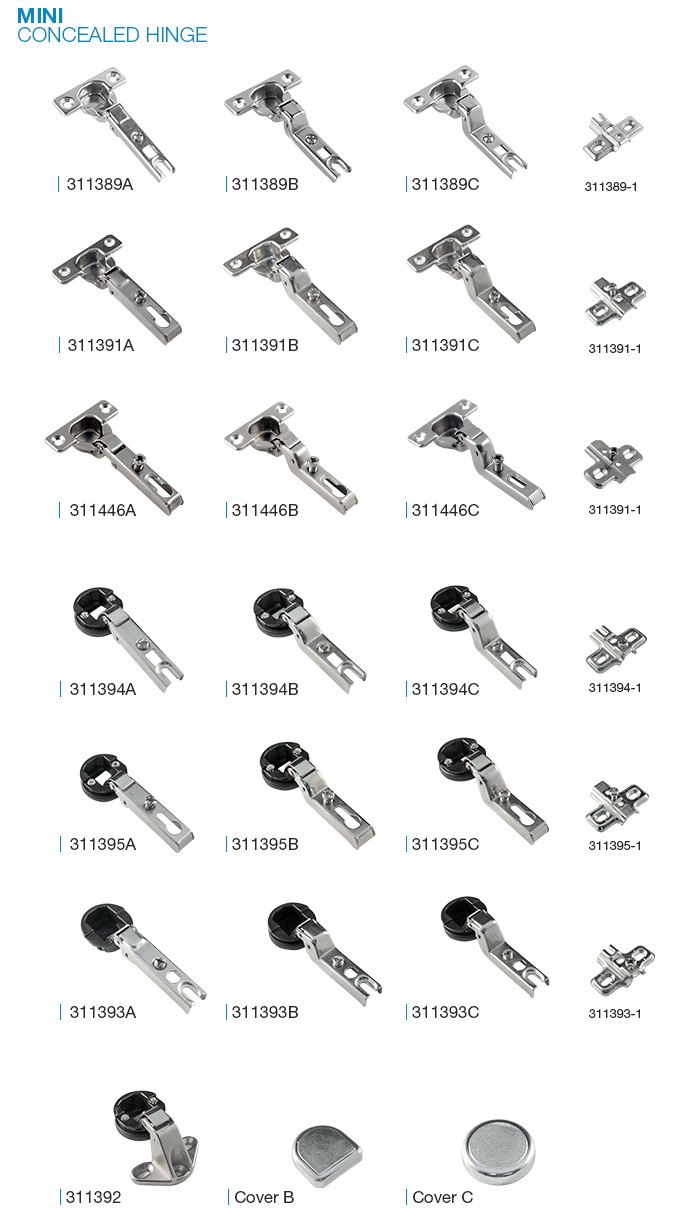 MINI
CONCEALED HINGE
311389A
311389B
311389C
311389-1
311391A
311391B
311391C
311391-1
311446A
311446B
311446C
311391-1
311394A
311394B
311394C
311394-1
311395A
311395B
311395C
311395-1
311393A
311393B
311393C
311393-1
311392
Cover B
Cover C